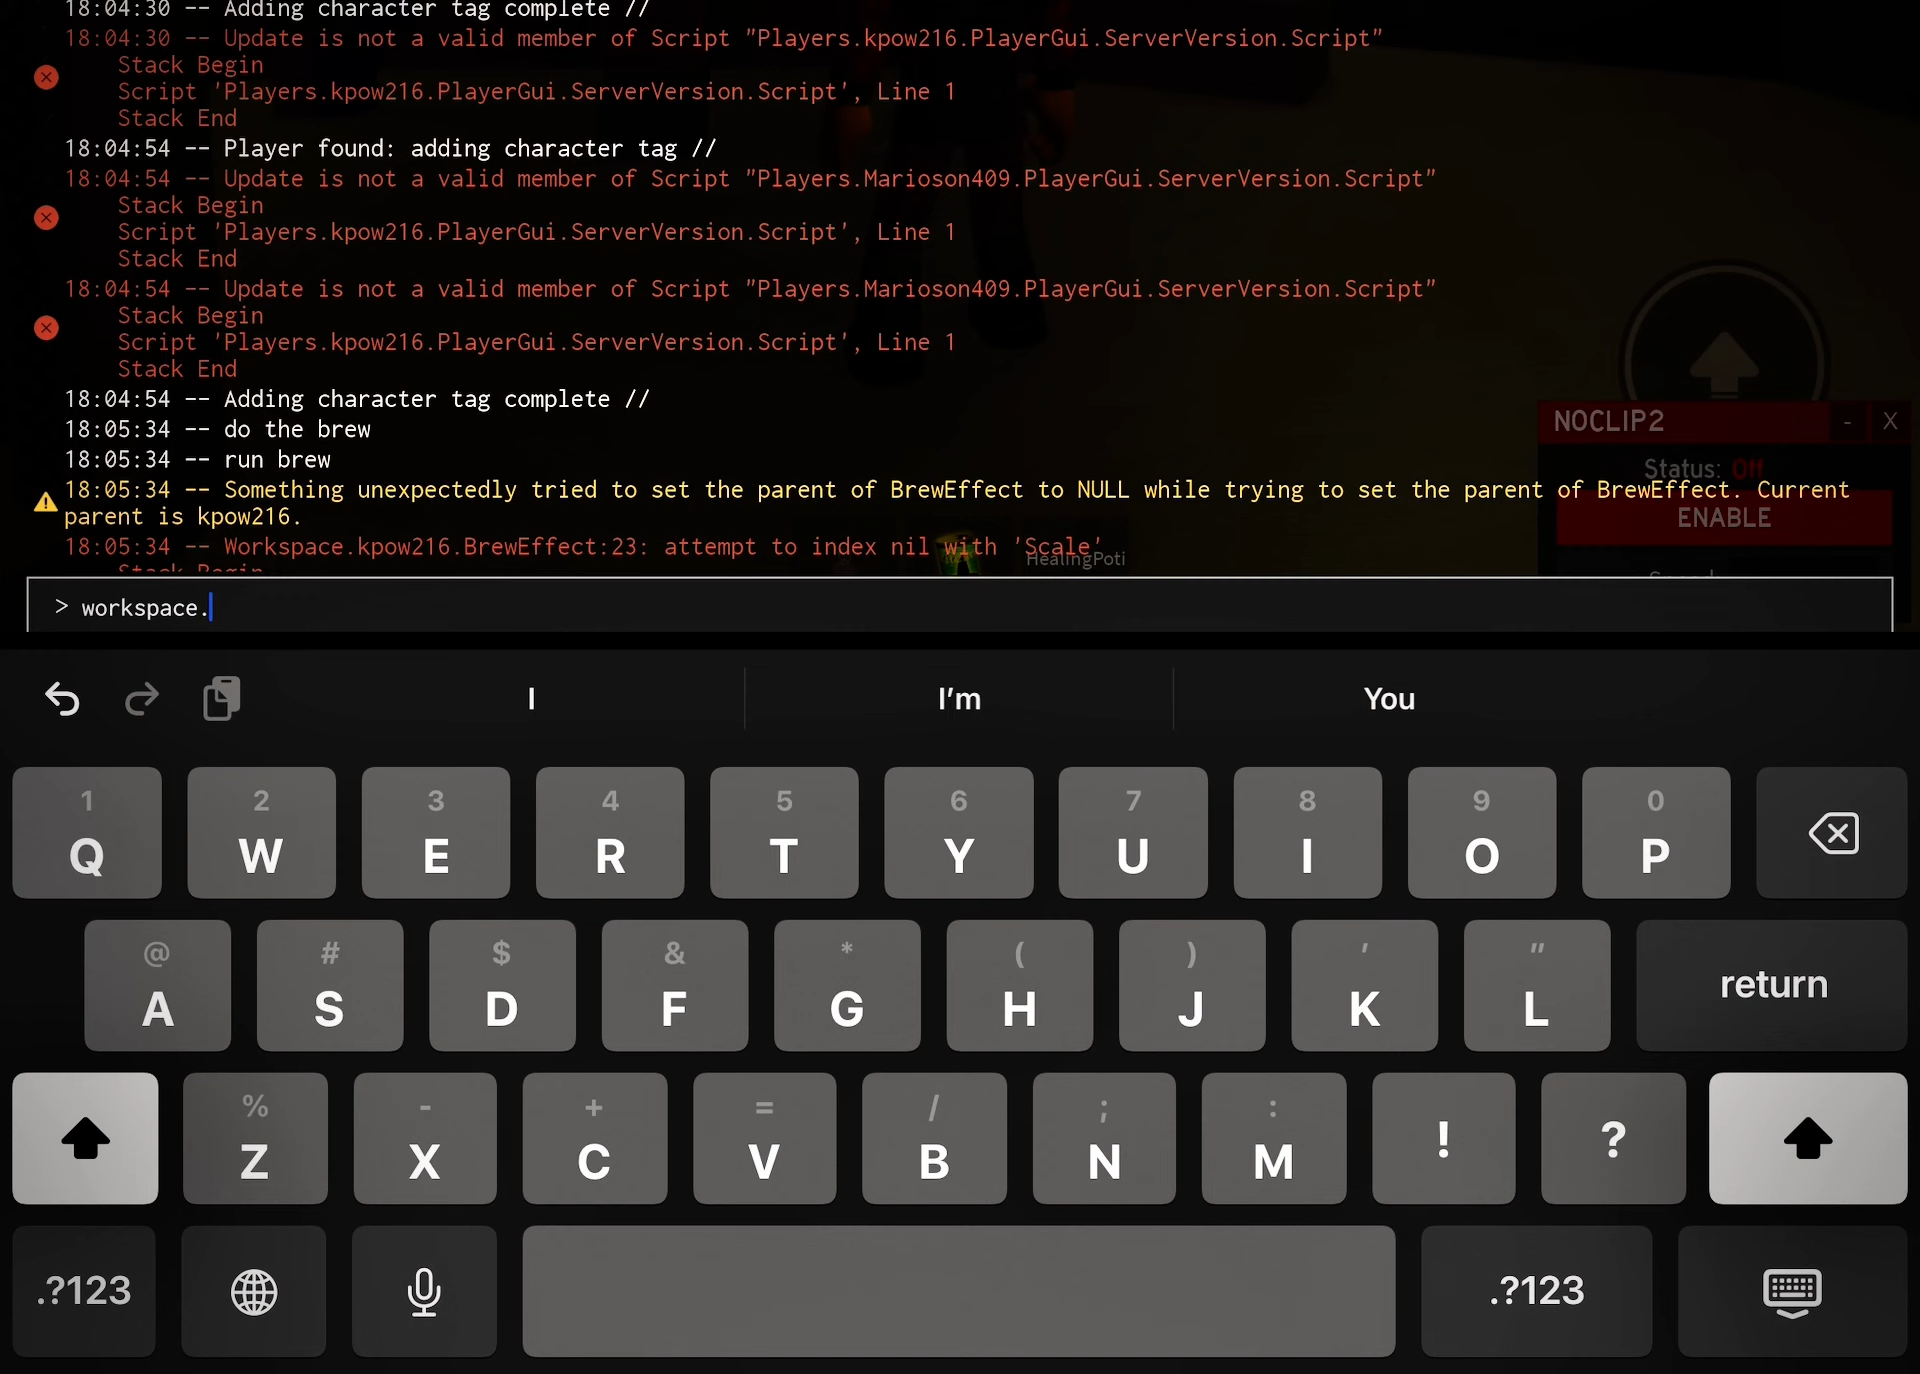 18:04:30 -- Adding character tag complete //
18:04:30 -- Update is not a valid member of Script "Players.kpow216.PlayerGui.ServerVersion.Script"
Stack Begin
Script 'Players.kpow216.PlayerGui.ServerVersion.Script', Line 1
Stack End
18:04:54 -- Player found: adding character tag //
18:04:54 -- Update is not a valid member of Script "Players.Marioson409.PlayerGui.ServerVersion.Script"
Stack Begin
Script 'Players.kpow216.PlayerGui.ServerVersion.Script', Line 1
Stack End
18:04:54 -- Update is not a valid member of Script "Players.Marioson409.PlayerGui.ServerVersion.Script"
Stack Begin
Script 'Players.kpow216.PlayerGui.ServerVersion.Script', Line 1
Stack End
18:04:54 -- Adding character tag complete //
18:05:34 -- do the brew
NOCLIP2 - X
18:05:34 -- run brew
Status: Off
18:05:34 -- Something unexpectedly tried to set the parent of BrewEffect to NULL while trying to set the parent of BrewEffect. Current
parent is kpow216.
ENABLE
18:05:34 -- Workspace.kpow216.BrewEffect:23: attempt to index nil with 'Scale'
HealingPoti
Stack Begin
> workspace.
I I'm You
1 2 3 4 5 6 7 8 9 0
Q W E R T Y U I O P
@ # $ & * ( ) ' "
A S D F G H J K L return
% - + = / ; :
Z X C V B N M ! ?
.?123 .?123